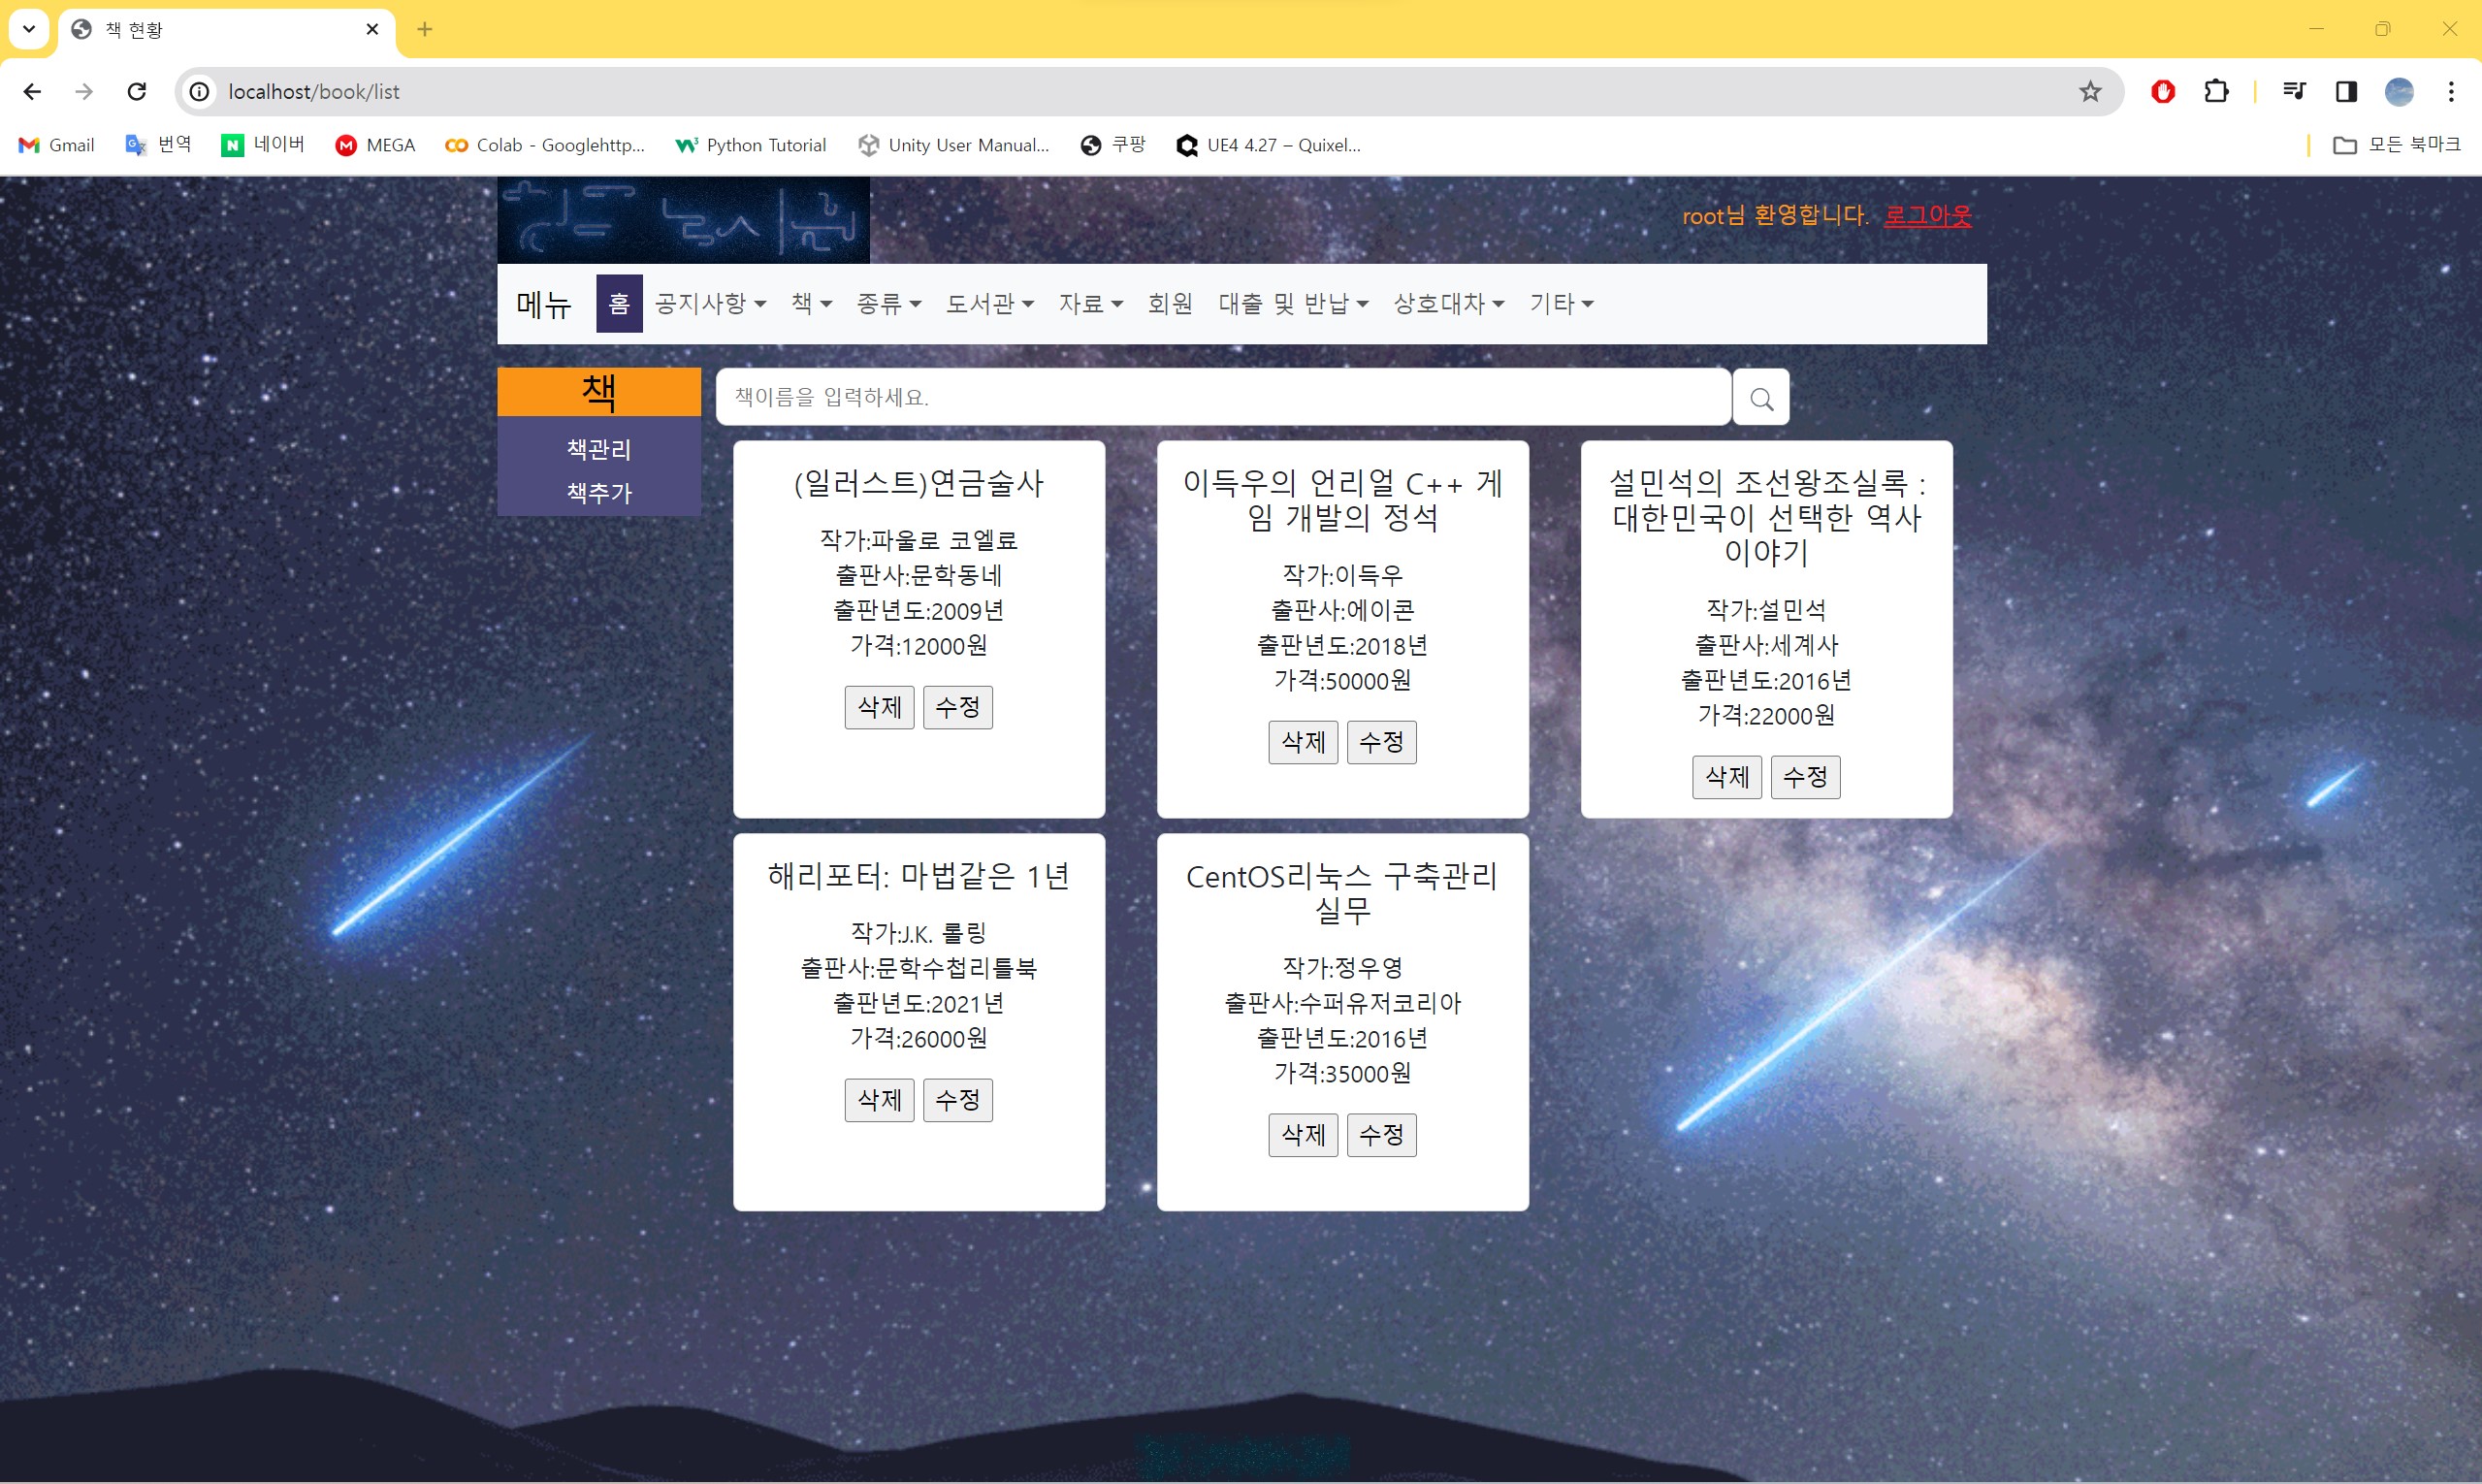 책 현황
localhost/book/list
Gmail 번역 네이버 MEGA Colab - Googlehttp... Python Tutorial Unity User Manual... 쿠팡 UE4 4.27 – Quixel... 모든 북마크
root님 환영합니다. 로그아웃
메뉴 홈 공지사항 책 종류 도서관 자료 회원 대출 및 반납 상호대차 기타
책
책관리
책추가
책이름을 입력하세요.
(일러스트)연금술사
작가:파울로 코엘료
출판사:문학동네
출판년도:2009년
가격:12000원
삭제 수정
이득우의 언리얼 C++ 게
임 개발의 정석
작가:이득우
출판사:에이콘
출판년도:2018년
가격:50000원
삭제 수정
설민석의 조선왕조실록 :
대한민국이 선택한 역사
이야기
작가:설민석
출판사:세계사
출판년도:2016년
가격:22000원
삭제 수정
해리포터: 마법같은 1년
작가:J.K. 롤링
출판사:문학수첩리틀북
출판년도:2021년
가격:26000원
삭제 수정
CentOS리눅스 구축관리
실무
작가:정우영
출판사:수퍼유저코리아
출판년도:2016년
가격:35000원
삭제 수정